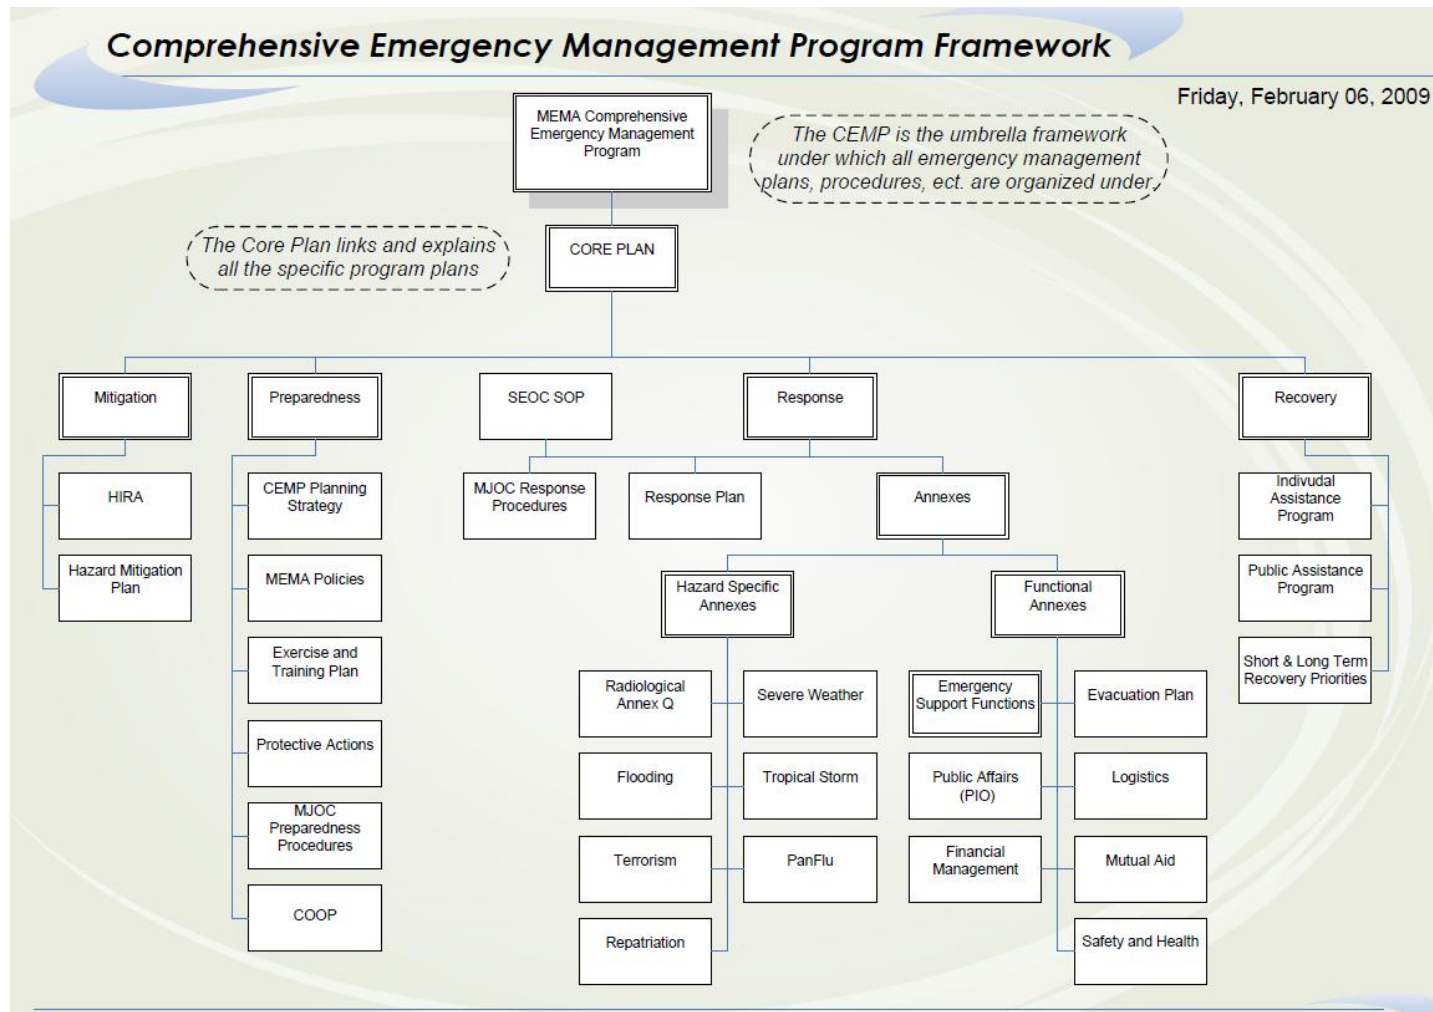 Comprehensive Emergency Management Program Framework
Friday, February 06, 2009
MEMA Comprehensive
Emergency Management
Program
The CEMP is the umbrella framework
under which all emergency management
plans, procedures, ect. are organized under.
The Core Plan links and explains
all the specific program plans
CORE PLAN
Mitigation
Preparedness
SEOC SOP
Response
Recovery
HIRA
Hazard Mitigation
Plan
CEMP Planning
Strategy
MEMA Policies
Exercise and
Training Plan
Protective Actions
MJOC
Preparedness
Procedures
COOP
MJOC Response
Procedures
Response Plan
Annexes
Hazard Specific
Annexes
Functional
Annexes
Radiological
Annex Q
Severe Weather
Flooding
Tropical Storm
Terrorism
PanFlu
Repatriation
Emergency
Support Functions
Evacuation Plan
Public Affairs
(PIO)
Logistics
Financial
Management
Mutual Aid
Safety and Health
Indivudal
Assistance
Program
Public Assistance
Program
Short & Long Term
Recovery Priorities